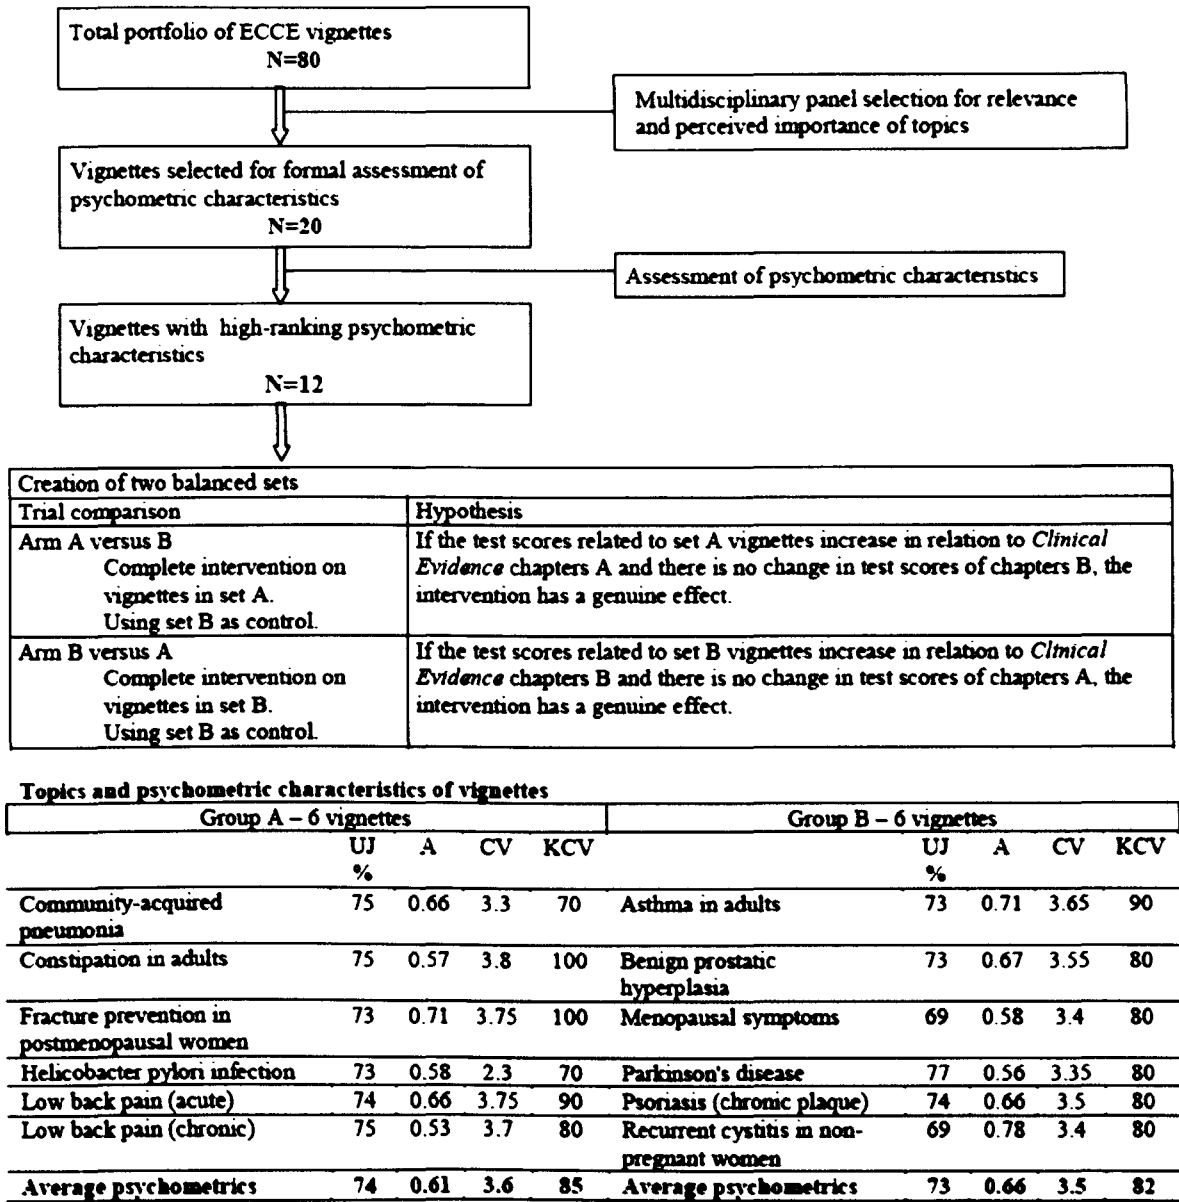 Total portfolio of ECCE vignettes
N=80
Multidisciplinary panel selection for relevance
and perceived importance of topics
Vignettes selected for formal assessment of
psychometric characteristics
N=20
Assessment of psychometric characteristics
Vignettes with high-ranking psychometric
characteristics
N=12
Creation of two balanced sets
Trial comparison Hypothesis
Arm A versus B
Complete intervention on
vignettes in set A.
Using set B as control.
If the test scores related to set A vignettes increase in relation to Clinical
Evidence chapters A and there is no change in test scores of chapters B, the
intervention has a genuine effect.
Arm B versus A
Complete intervention on
vignettes in set B.
Using set B as control.
If the test scores related to set B vignettes increase in relation to Clinical
Evidence chapters B and there is no change in test scores of chapters A, the
intervention has a genuine effect.
Topics and psychometric characteristics of vignettes
Group A – 6 vignettes Group B – 6 vignettes
UJ A CV KCV UJ A CV KCV
% %
Community-acquired 75 0.66 3.3 70 Asthma in adults 73 0.71 3.65 90
pneumonia
Constipation in adults 75 0.57 3.8 100 Benign prostatic 73 0.67 3.55 80
hyperplasia
Fracture prevention in 73 0.71 3.75 100 Menopausal symptoms 69 0.58 3.4 80
postmenopausal women
Helicobacter pylori infection 73 0.58 2.3 70 Parkinson's disease 77 0.56 3.35 80
Low back pain (acute) 74 0.66 3.75 90 Psoriasis (chronic plaque) 74 0.66 3.5 80
Low back pain (chronic) 75 0.53 3.7 80 Recurrent cystitis in non- 69 0.78 3.4 80
pregnant women
Average psychometrics 74 0.61 3.6 85 Average psychometrics 73 0.66 3.5 82